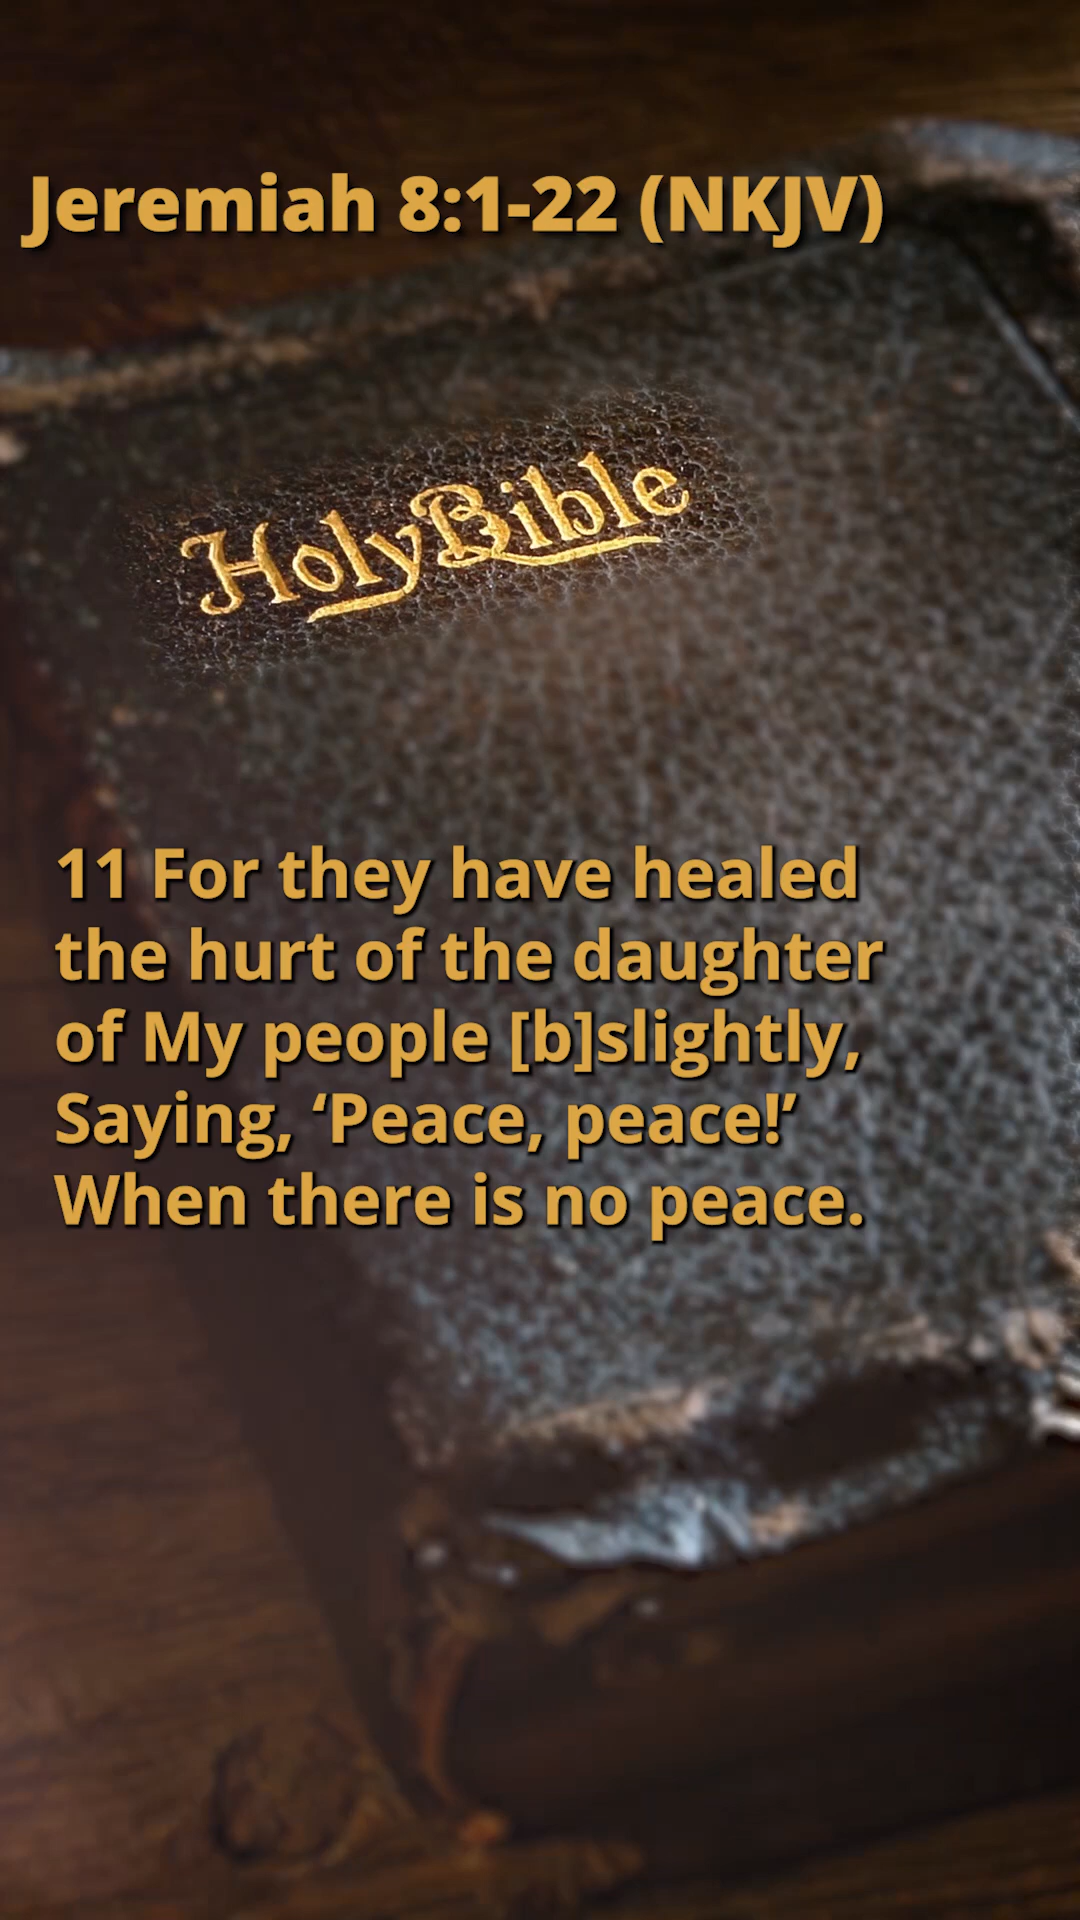 Jeremiah 8:1-22 (NKJV)
HolyBible
11 For they have healed
the hurt of the daughter
of My people [b]slightly,
Saying, ‘Peace, peace!’
When there is no peace.